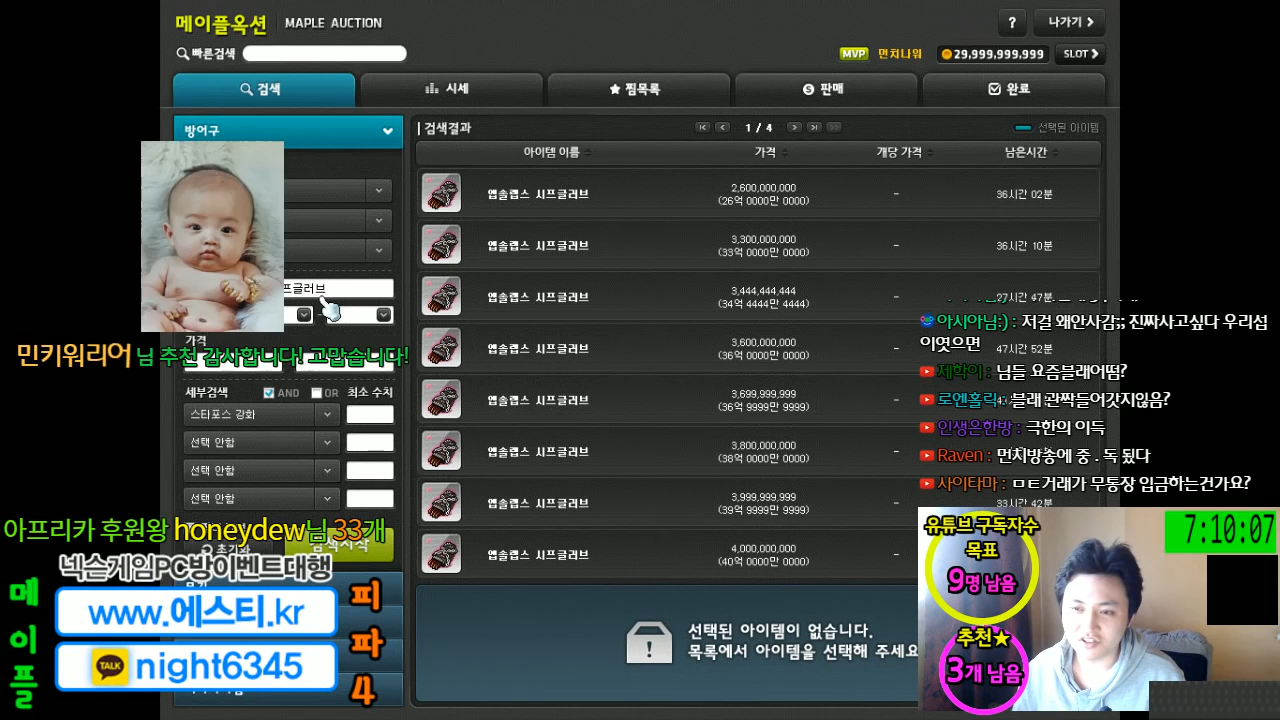 메이플옥션 MAPLE AUCTION
? 나가기
빠른검색
MVP 면치나워 29,999,999,999 SLOT
검색 시세 찜목록 판매 완료
방어구
검색결과 1 / 4 선택된 아이템
아이템 이름 가격 개당 가격 남은시간
앱솔랩스 시프글러브 2,600,000,000 (26억 0000만 0000) - 36시간 02분
앱솔랩스 시프글러브 3,300,000,000 (33억 0000만 0000) - 36시간 10분
앱솔랩스 시프글러브 3,444,444,444 (34억 4444만 4444) - 27시간 47분
앱솔랩스 시프글러브 3,600,000,000 (36억 0000만 0000) 47시간 52분
앱솔랩스 시프글러브 3,699,999,999 (36억 9999만 9999)
앱솔랩스 시프글러브 3,800,000,000 (38억 0000만 0000)
앱솔랩스 시프글러브 3,999,999,999 (39억 9999만 9999) 33시간 42분
앱솔랩스 시프글러브 4,000,000,000 (40억 0000만 0000) -
프글러브
가격
민키워리어 님 추천 감사합니다! 고맙습니다!
세부검색 AND OR 최소 수치
스타포스 강화
선택 안함
선택 안함
선택 안함
아프리카 후원왕 honeydew님 33개
초기화 검색시작
넥슨게임PC방이벤트대행
www.에스티.kr
TALK night6345
메이플
피파4
선택된 아이템이 없습니다.
목록에서 아이템을 선택해 주세요
아시아님:) : 저걸 왜안사감;; 진짜사고싶다 우리섭
이엿으면
제학이 : 님들 요즘블래어떰?
로엔홀릭 : 블래 관짝들어갓지않음?
인생은한방 : 극한의 이득
Raven : 면치방송에 중 . 독 됬다
사이타마 : ㅁㅌ거래가 무통장 입금하는건가요?
유튜브 구독자수
목표
9명 남음
추천★
3개 남음
7:10:07